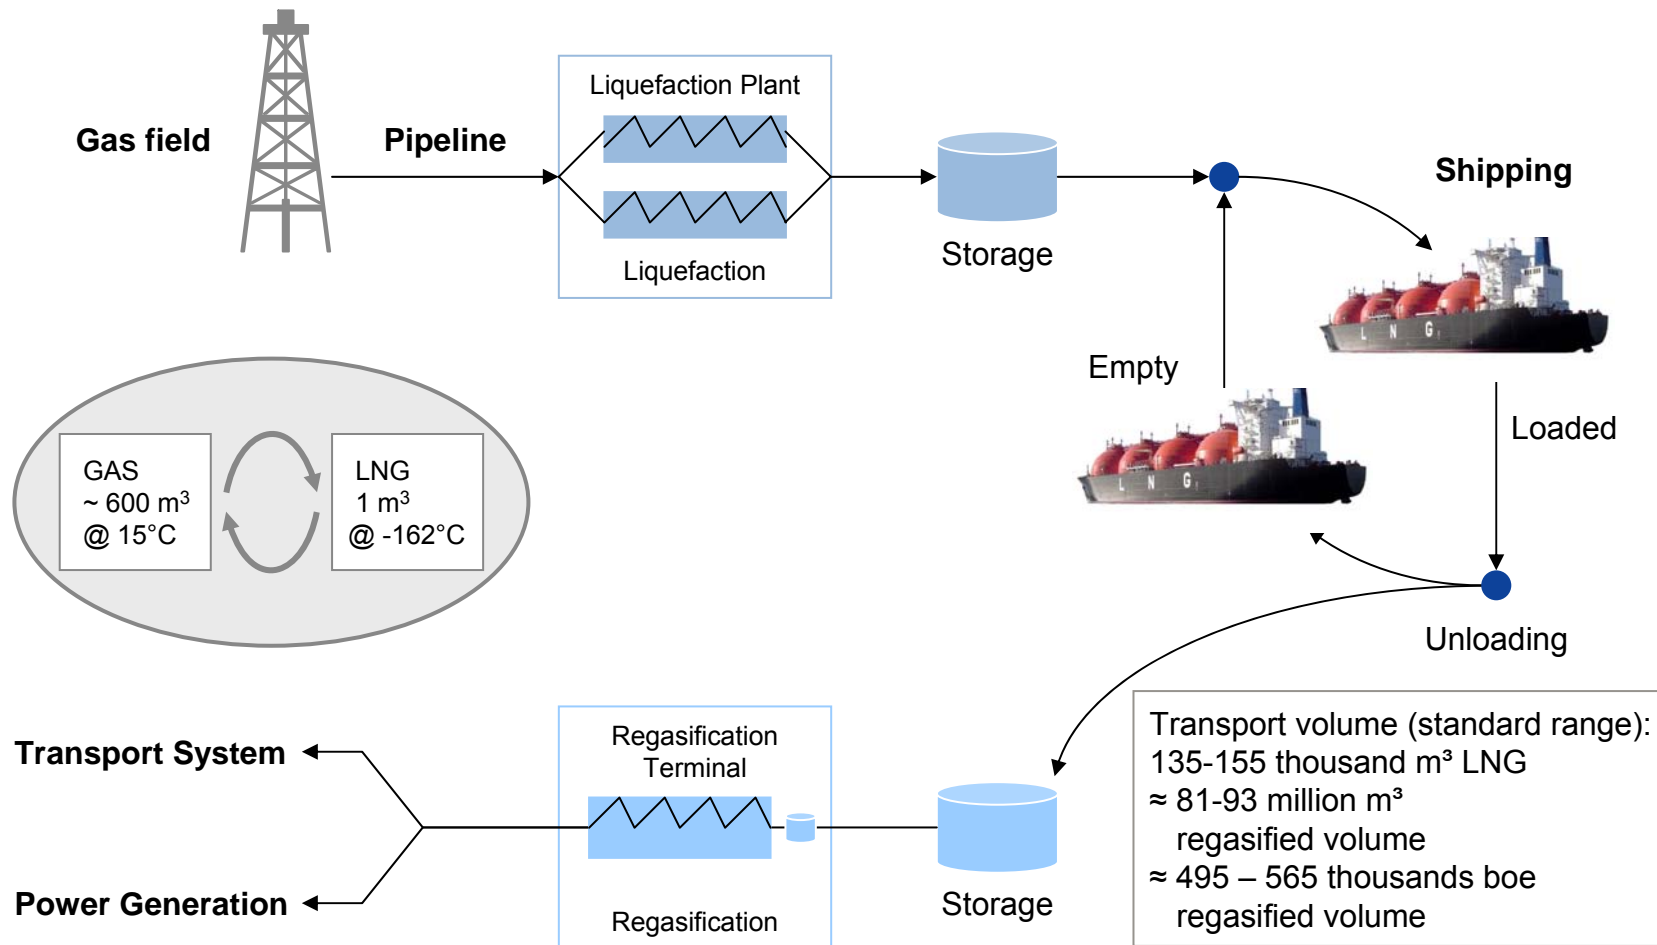 Gas field
Pipeline
Liquefaction Plant
Liquefaction
Storage
Shipping
L N G
Empty
L N G
Loaded
GAS
~ 600 m³
@ 15°C
LNG
1 m³
@ -162°C
Unloading
Transport System
Power Generation
Regasification
Terminal
Regasification
Storage
Transport volume (standard range):
135-155 thousand m³ LNG
≈ 81-93 million m³
regasified volume
≈ 495 – 565 thousands boe
regasified volume